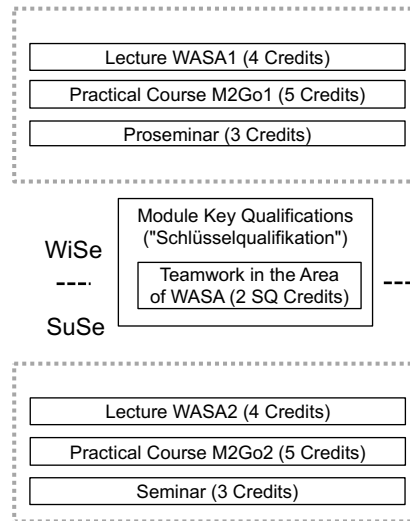 Lecture WASA1 (4 Credits)
Practical Course M2Go1 (5 Credits)
Proseminar (3 Credits)
Module Key Qualifications
("Schlüsselqualifikation")
WiSe
Teamwork in the Area
of WASA (2 SQ Credits)
SuSe
Lecture WASA2 (4 Credits)
Practical Course M2Go2 (5 Credits)
Seminar (3 Credits)